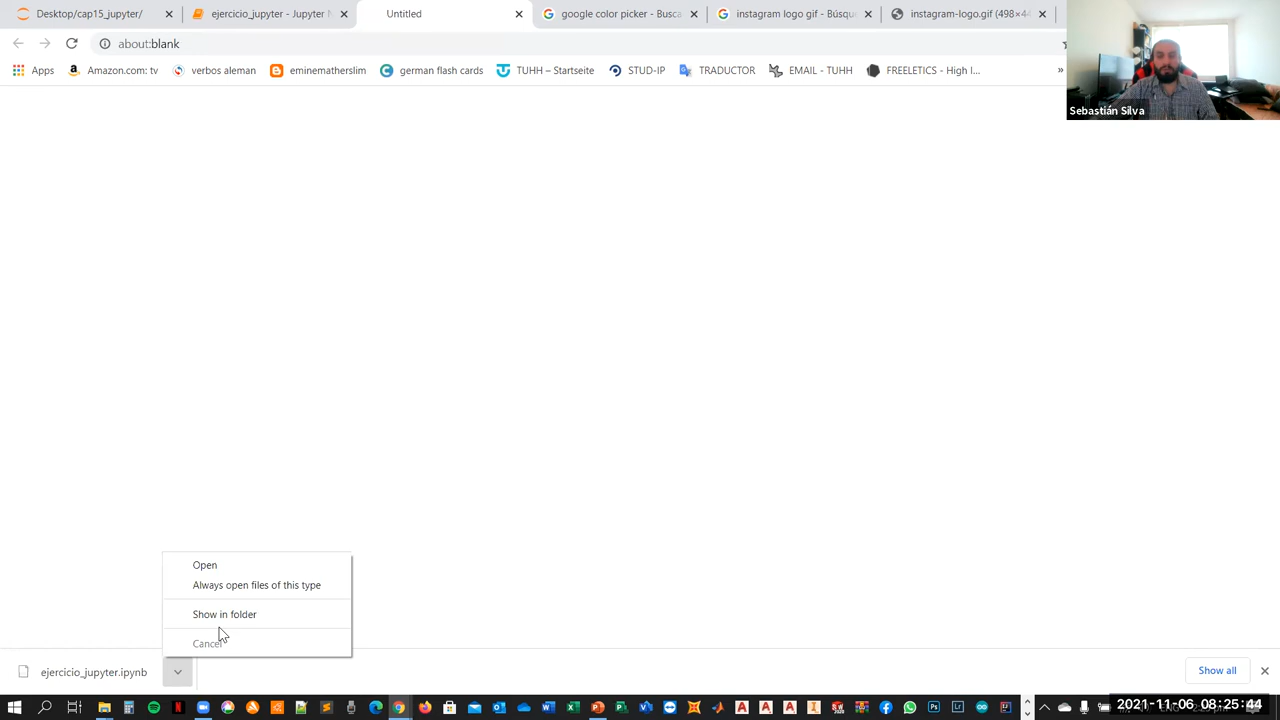 Desktop/cap15_jupyter/
ejercicio_jupyter - Jupyter N
Untitled
google color picker - Busca
instagram logo gif - Búsqu
instagram-logo.gif (498×44
about:blank
Apps
Amazon.com: tv
verbos aleman
eminematherslim
german flash cards
TUHH – Startseite
STUD-IP
TRADUCTOR
EMAIL - TUHH
FREELETICS - High I...
»
Sebastián Silva
Open
Always open files of this type
Show in folder
Cancel
ejercicio_jupyter.ipynb
Show all
2021-11-06 08:25:44